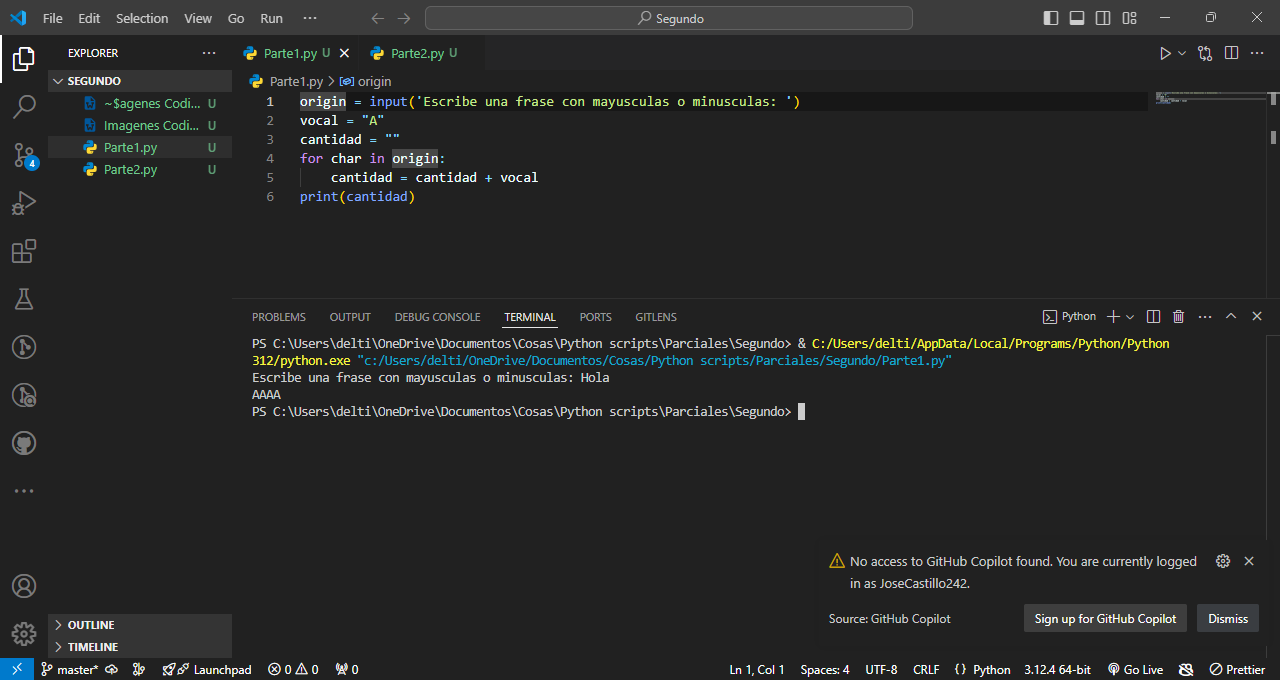 File Edit Selection View Go Run ··· Segundo
EXPLORER ···
SEGUNDO
~$agenes Codi... U
Imagenes Codi... U
Parte1.py U
Parte2.py U
4
OUTLINE
TIMELINE
Parte1.py U Parte2.py U
Parte1.py > origin
1 origin = input('Escribe una frase con mayusculas o minusculas: ')
2 vocal = "A"
3 cantidad = ""
4 for char in origin:
5 cantidad = cantidad + vocal
6 print(cantidad)
PROBLEMS OUTPUT DEBUG CONSOLE TERMINAL PORTS GITLENS Python
PS C:\Users\delti\OneDrive\Documentos\Cosas\Python scripts\Parciales\Segundo> & C:/Users/delti/AppData/Local/Programs/Python/Python
312/python.exe "c:/Users/delti/OneDrive/Documentos/Cosas/Python scripts/Parciales/Segundo/Parte1.py"
Escribe una frase con mayusculas o minusculas: Hola
AAAA
PS C:\Users\delti\OneDrive\Documentos\Cosas\Python scripts\Parciales\Segundo>
No access to GitHub Copilot found. You are currently logged
in as JoseCastillo242.
Source: GitHub Copilot Sign up for GitHub Copilot Dismiss
master* Launchpad 0 0 0 Ln 1, Col 1 Spaces: 4 UTF-8 CRLF {} Python 3.12.4 64-bit Go Live Prettier